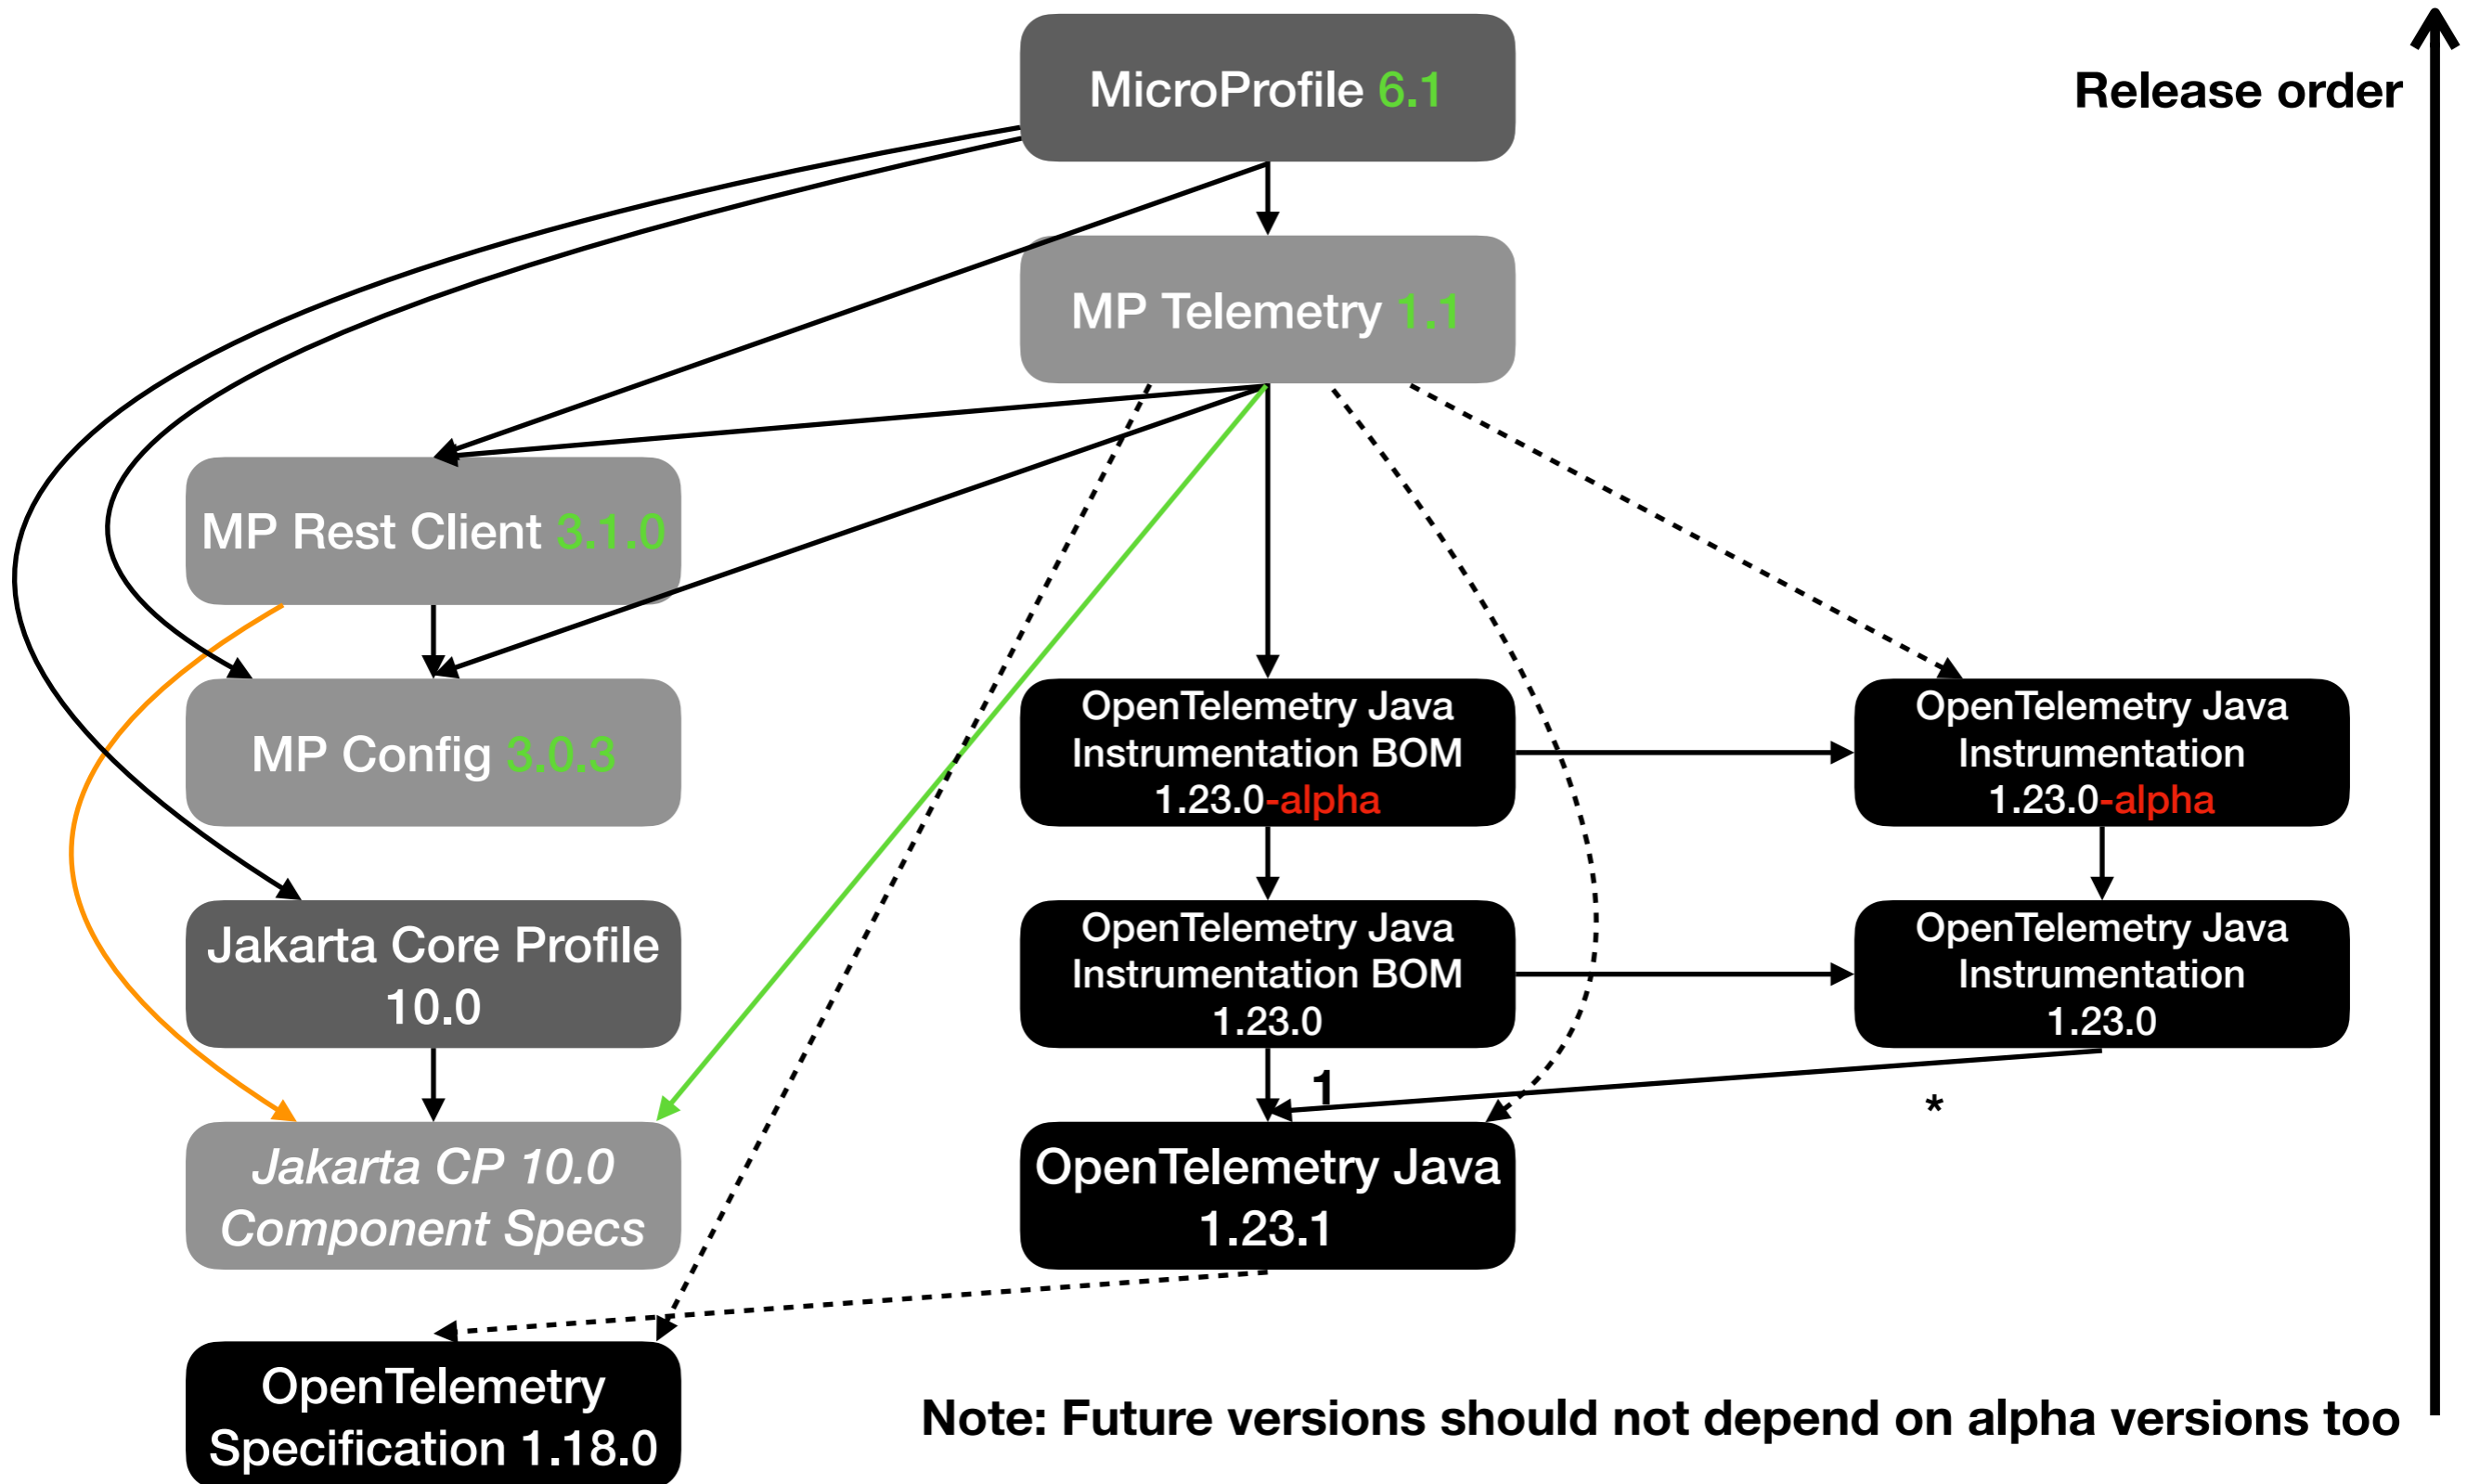 MicroProfile 6.1
Release order
MP Telemetry 1.1
MP Rest Client 3.1.0
MP Config 3.0.3
OpenTelemetry Java
Instrumentation BOM
1.23.0-alpha
OpenTelemetry Java
Instrumentation
1.23.0-alpha
Jakarta Core Profile
10.0
OpenTelemetry Java
Instrumentation BOM
1.23.0
OpenTelemetry Java
Instrumentation
1.23.0
1
*
Jakarta CP 10.0
Component Specs
OpenTelemetry Java
1.23.1
OpenTelemetry
Specification 1.18.0
Note: Future versions should not depend on alpha versions too